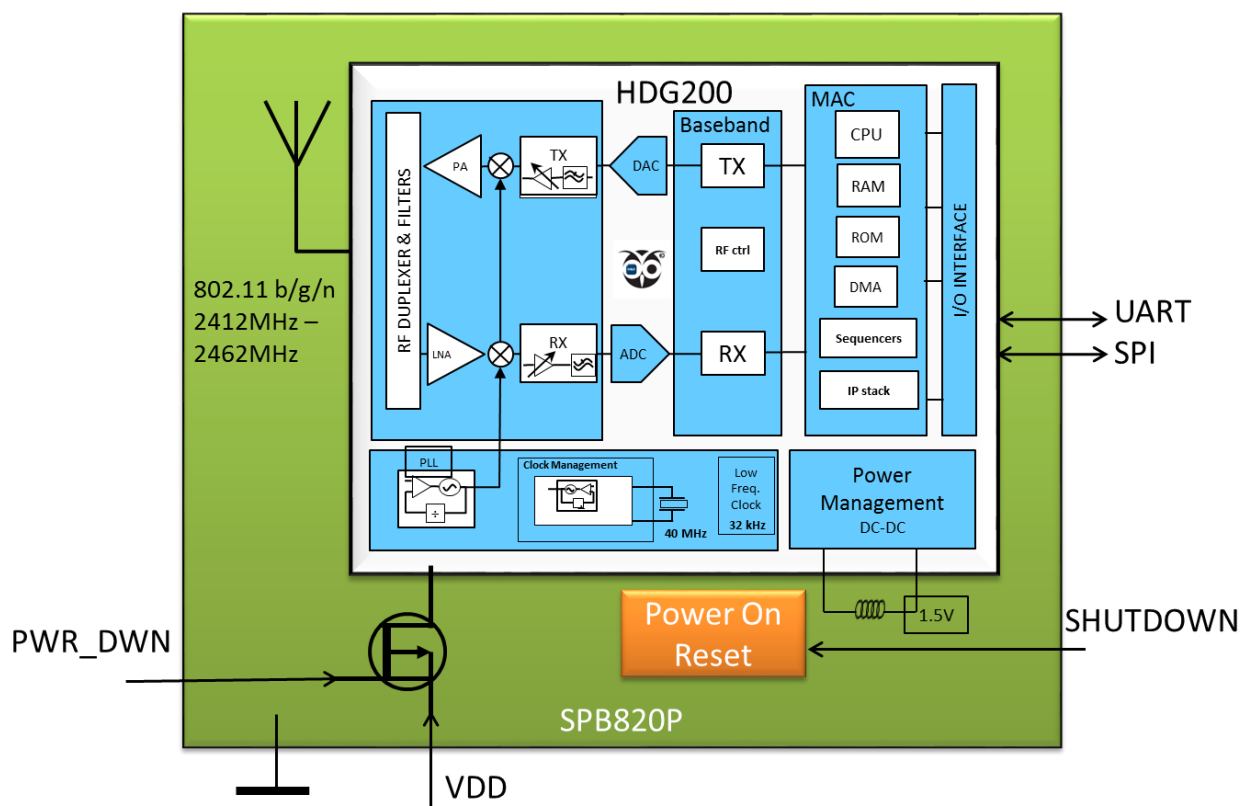 HDG200
802.11 b/g/n
2412MHz –
2462MHz
RF DUPLEXER & FILTERS
PA
TX
LNA
RX
DAC
ADC
Baseband
TX
RF ctrl
RX
MAC
CPU
RAM
ROM
DMA
Sequencers
IP stack
I/O INTERFACE
UART
SPI
PLL
÷
Clock Management
40 MHz
Low
Freq.
Clock
32 kHz
Power
Management
DC-DC
1.5V
Power On
Reset
SHUTDOWN
PWR_DWN
SPB820P
VDD